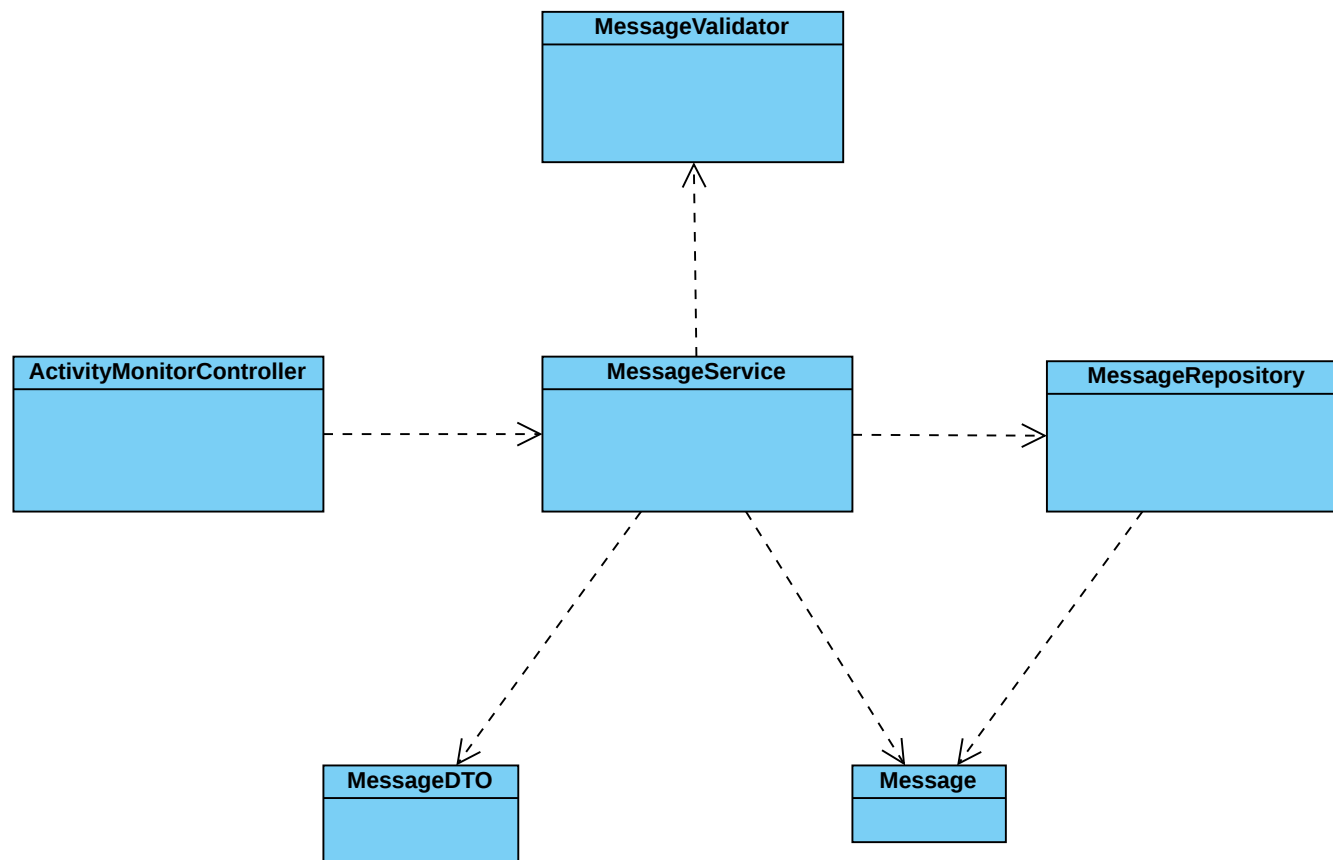 MessageValidator
ActivityMonitorController
MessageService
MessageRepository
MessageDTO
Message